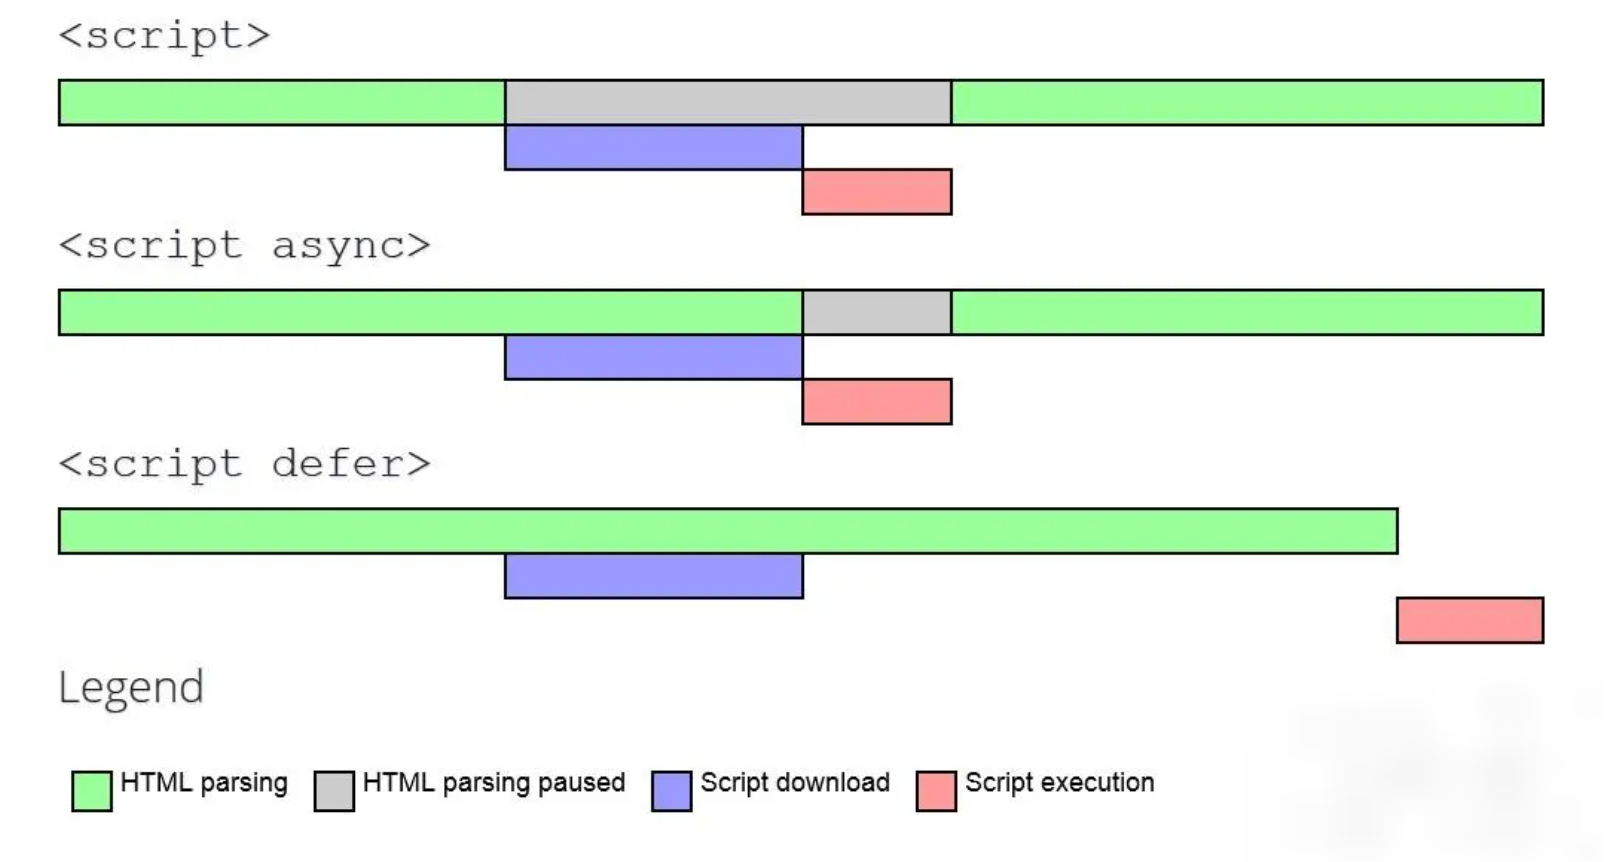 <script>
<script async>
<script defer>
Legend
HTML parsing HTML parsing paused Script download Script execution